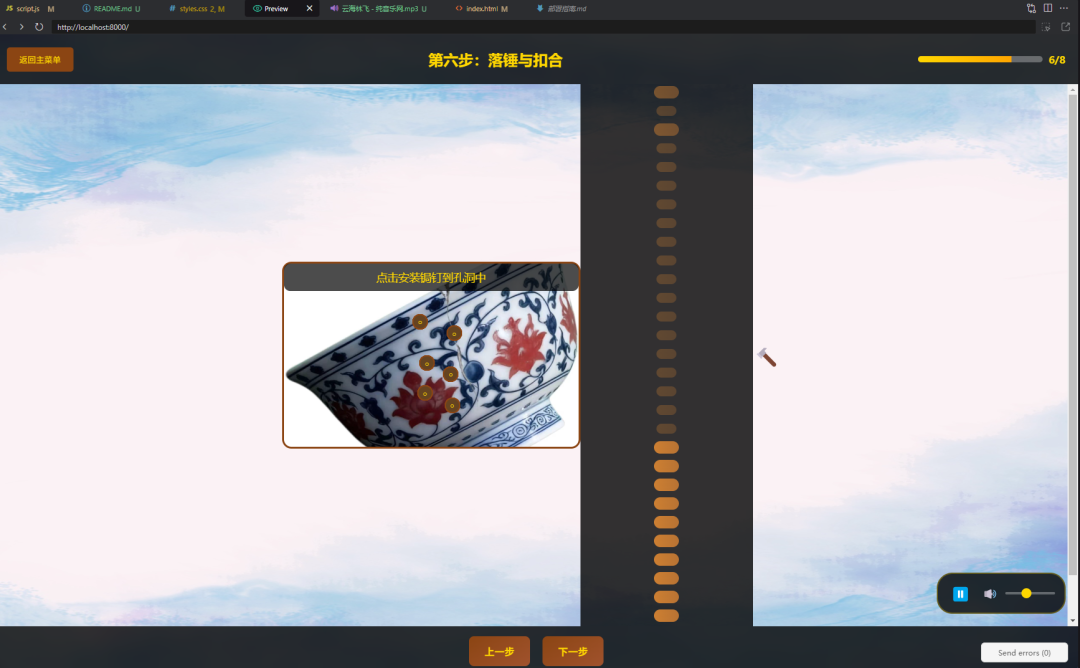 JS script.js M
README.md U
# styles.css 2, M
Preview
云海林飞 - 纯音乐网.mp3 U
index.html M
部署指南.md
http://localhost:8000/
返回主菜单
第六步：落锤与扣合
6/8
点击安装锔钉到孔洞中
上一步
下一步
Send errors (0)